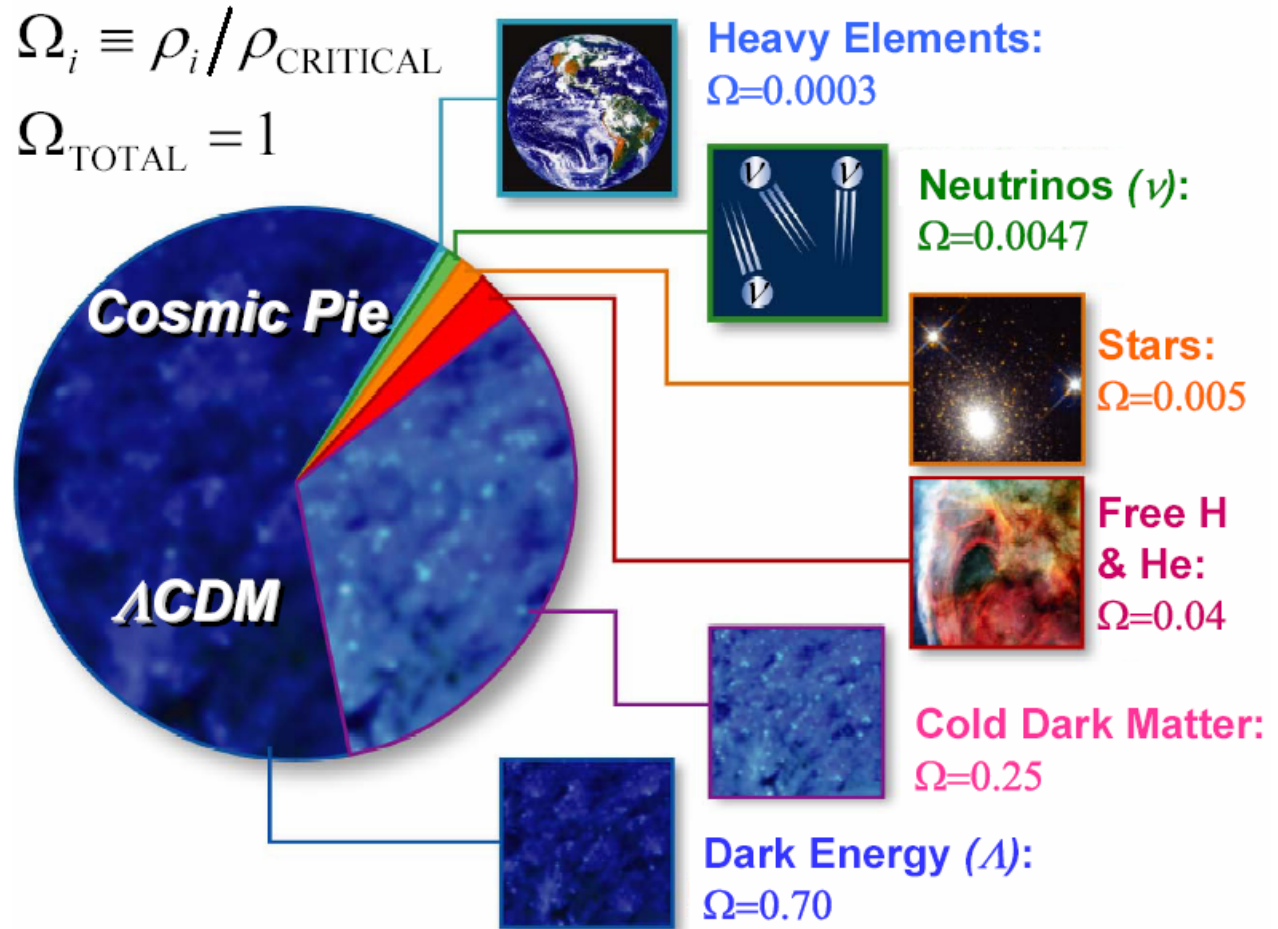 Ωᵢ ≡ ρᵢ/ρCRITICAL
ΩTOTAL = 1
Heavy Elements:
Ω=0.0003
ν ν
ν
Neutrinos (ν):
Ω=0.0047
Cosmic Pie
Stars:
Ω=0.005
Free H
& He:
Ω=0.04
ΛCDM
Cold Dark Matter:
Ω=0.25
Dark Energy (Λ):
Ω=0.70